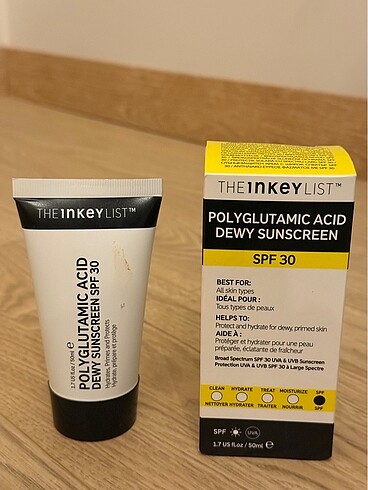 THE INKEY LIST™
POLYGLUTAMIC ACID
DEWY SUNSCREEN SPF 30
Hydrates, Primes and Protects
Hydrate, prépare et protège
1.7 US fl.oz / 50ml e
THE INKEY LIST™
POLYGLUTAMIC ACID
DEWY SUNSCREEN
SPF 30
BEST FOR:
All skin types
IDÉAL POUR :
Tous types de peaux
HELPS TO:
Protect and hydrate for dewy, primed skin
AIDE À :
Protéger et hydrater pour une peau
préparée, éclatante de fraîcheur
Broad Spectrum SPF 30 UVA & UVB Sunscreen
Protection UVA & UVB SPF 30 à Large Spectre
CLEAN HYDRATE TREAT MOISTURIZE SPF
NETTOYER HYDRATER TRAITER NOURRIR SPF
SPF UVA
1.7 US fl.oz / 50ml e